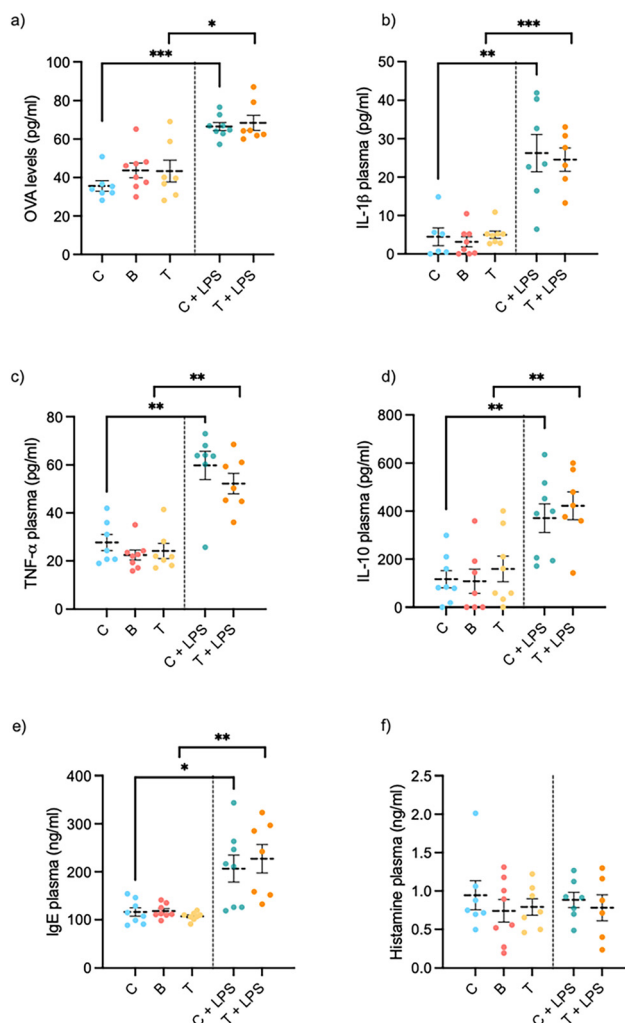 a)
*
***
OVA levels (pg/ml)
100
80
60
40
20
0
C
B
T
C + LPS
T + LPS
b)
***
**
IL-1β plasma (pg/ml)
50
40
30
20
10
0
C
B
T
C + LPS
T + LPS
c)
**
**
TNF-α plasma (pg/ml)
80
60
40
20
0
C
B
T
C + LPS
T + LPS
d)
**
**
IL-10 plasma (pg/ml)
800
600
400
200
0
C
B
T
C + LPS
T + LPS
e)
**
*
IgE plasma (ng/ml)
400
300
200
100
0
C
B
T
C + LPS
T + LPS
f)
Histamine plasma (ng/ml)
2.5
2.0
1.5
1.0
0.5
0.0
C
B
T
C + LPS
T + LPS